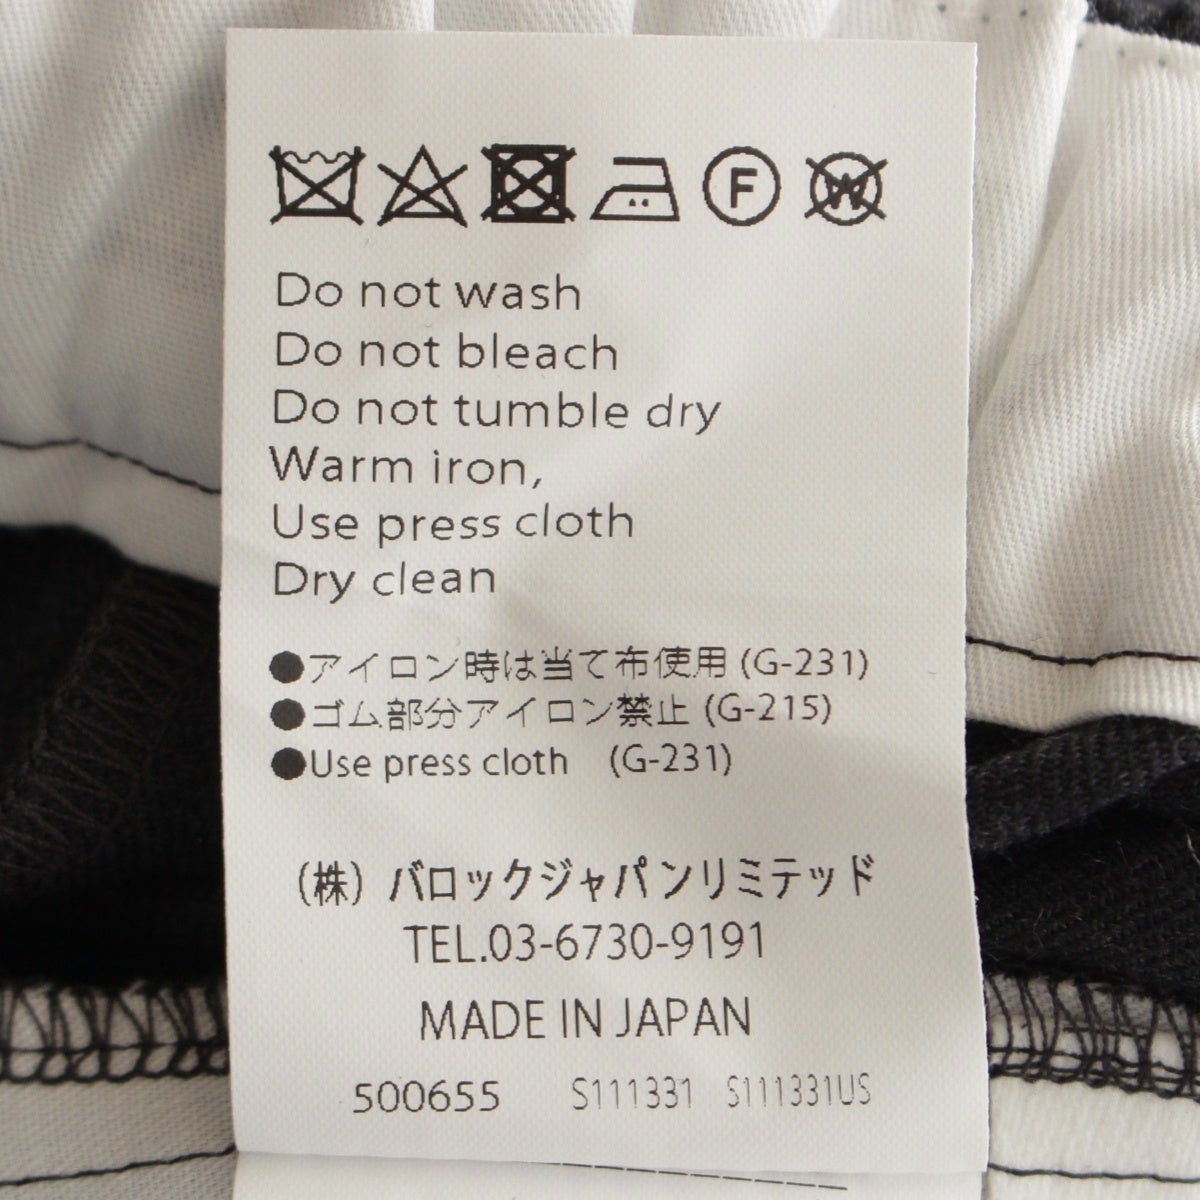 F W
Do not wash
Do not bleach
Do not tumble dry
Warm iron,
Use press cloth
Dry clean
●アイロン時は当て布使用 (G-231)
●ゴム部分アイロン禁止 (G-215)
●Use press cloth (G-231)
(株) バロックジャパンリミテッド
TEL.03-6730-9191
MADE IN JAPAN
500655 S111331 S111331US